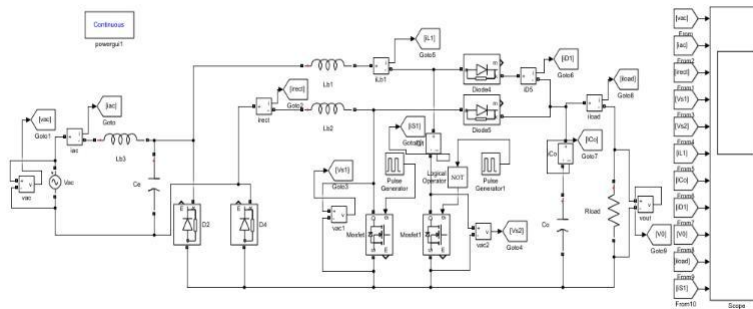 Continuous
powergui1
[vac]
Goto1
[iac]
Goto
iac
Lb3
vac
Vac
Co
D2
D4
[irect]
Goto2
irect
Lb1
Lb2
iLb1
[iL1]
Goto5
Diode4
Diode5
iD5
[iD1]
Goto6
[iload]
Goto8
iload
[iS1]
[Vs1]
Goto3
vac1
Pulse
Generator
Logical
Operator
NOT
Pulse
Generator1
Mosfet
Mosfet1
vac2
[Vs2]
Goto4
iCo
[iCo]
Goto7
Co
Rload
vout
[V0]
Goto9
[vac]
From
[iac]
From2
[irect]
From1
[Vs1]
From3
[Vs2]
From4
[iL1]
From5
[iCo]
From6
[iD1]
From7
[V0]
From8
[iload]
From9
[iS1]
From10
Scope